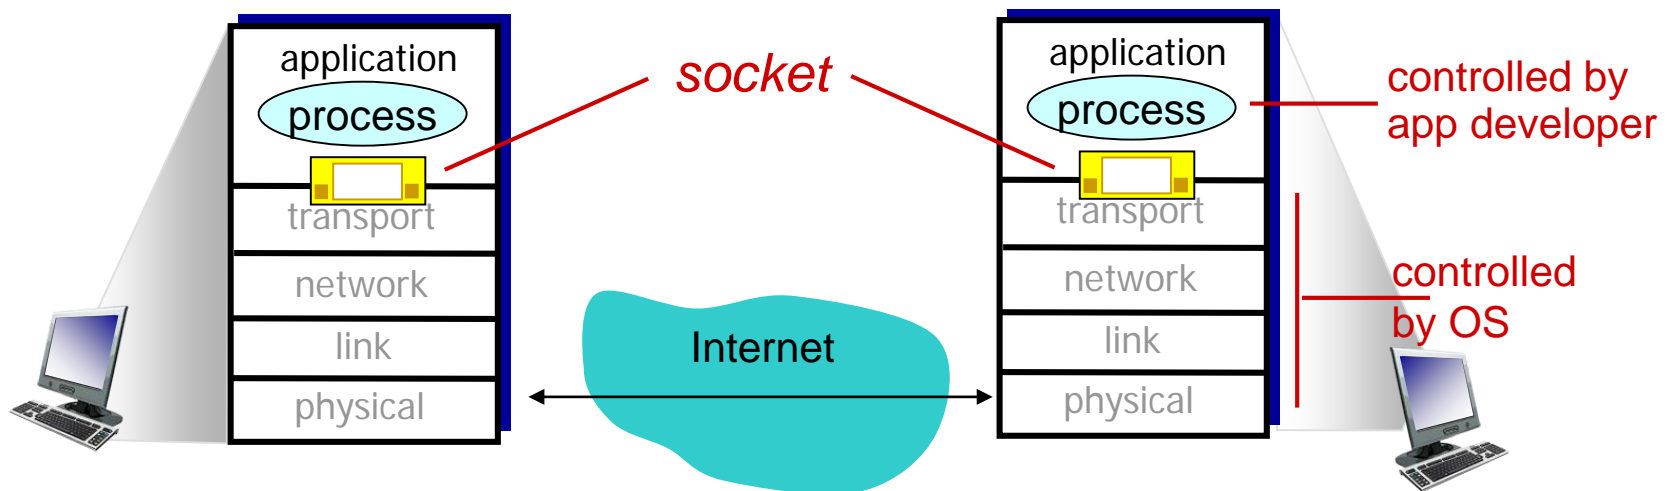 application
process
transport
network
link
physical
socket
Internet
application
process
transport
network
link
physical
controlled by
app developer
controlled
by OS